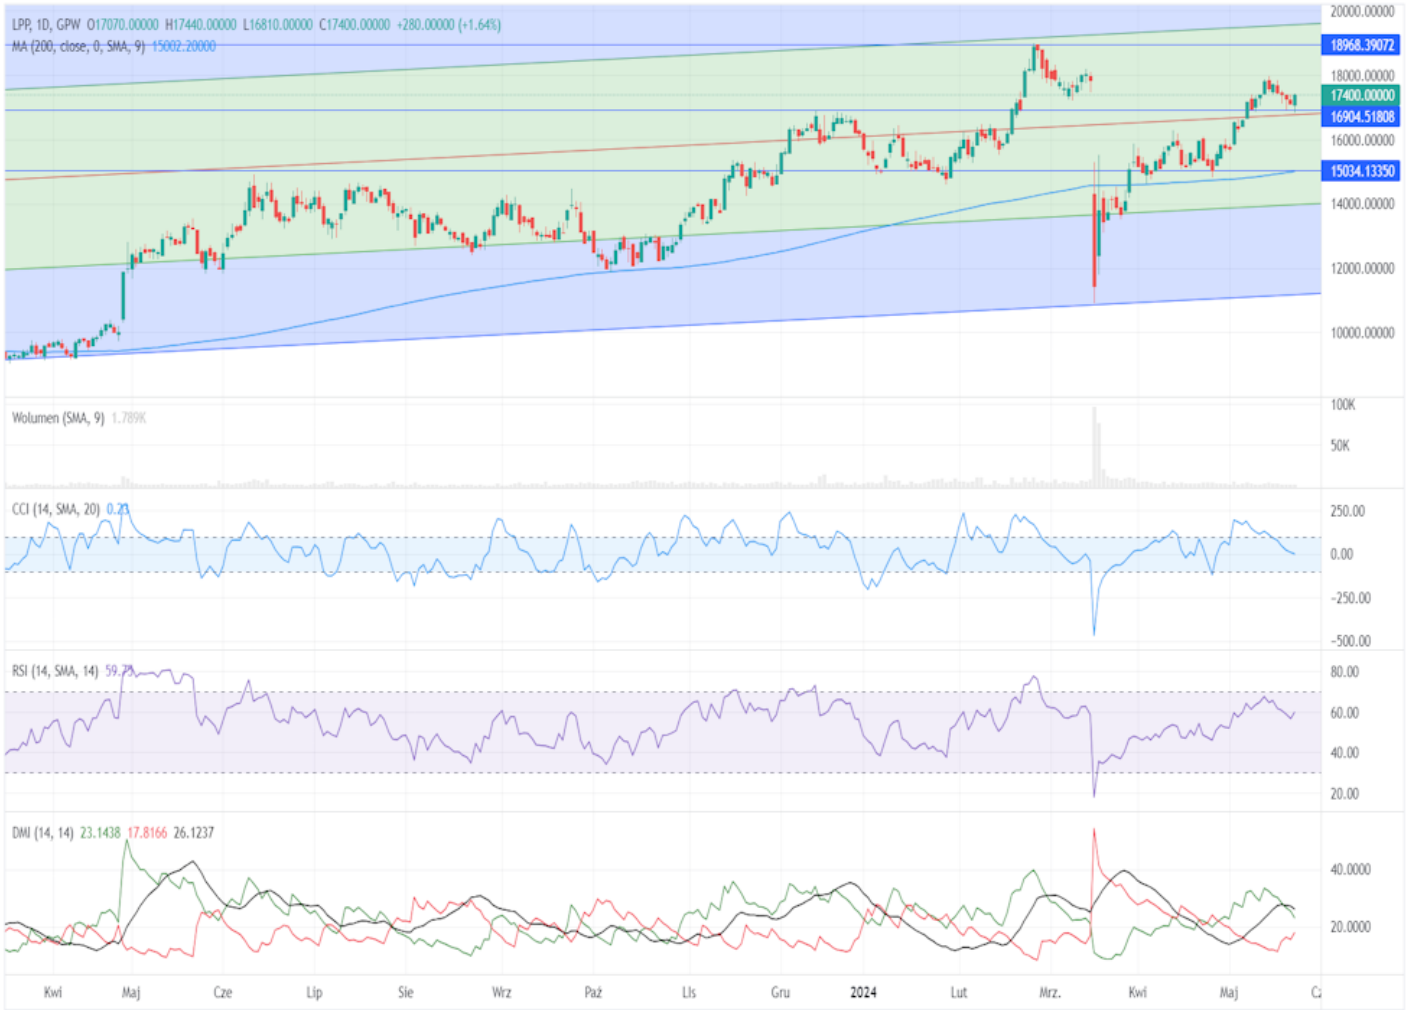 LPP, 1D, GPW O17070.00000 H17440.00000 L16810.00000 C17400.00000 +280.00000 (+1.64%)
MA (200, close, 0, SMA, 9) 15002.20000
20000.00000
18968.39072
18000.00000
17400.00000
16904.51808
16000.00000
15034.13350
14000.00000
12000.00000
10000.00000
Wolumen (SMA, 9) 1.789K
100K
50K
CCI (14, SMA, 20) 0.23
250.00
0.00
−250.00
−500.00
RSI (14, SMA, 14) 59.75
80.00
60.00
40.00
20.00
DMI (14, 14) 23.1438 17.8166 26.1237
40.0000
20.0000
Kwi Maj Cze Lip Sie Wrz Paź Lis Gru 2024 Lut Mrz. Kwi Maj